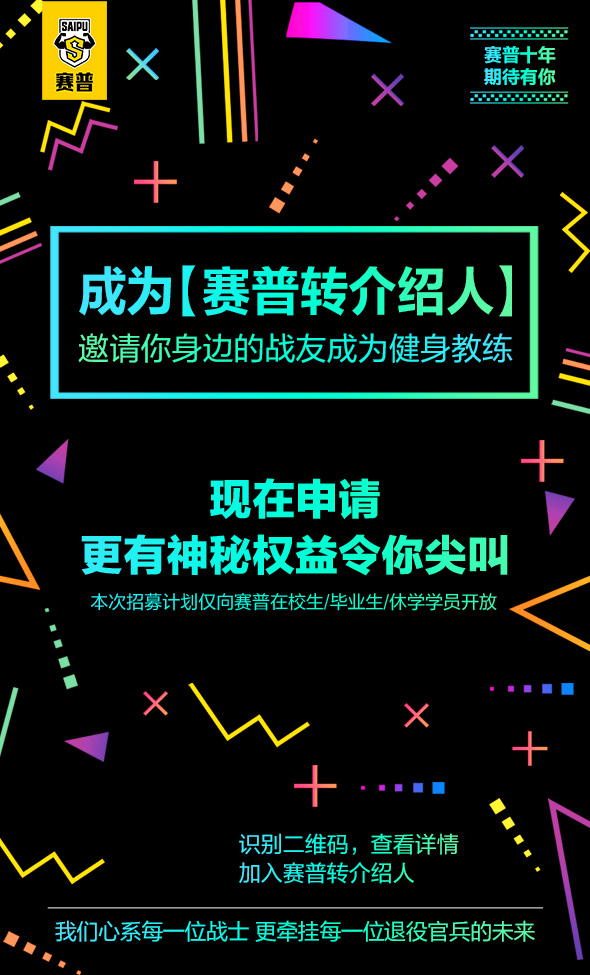 SAIPU
S
赛普
赛普十年
期待有你
成为【赛普转介绍人】
邀请你身边的战友成为健身教练
现在申请
更有神秘权益令你尖叫
本次招募计划仅向赛普在校生/毕业生/休学学员开放
识别二维码，查看详情
加入赛普转介绍人
我们心系每一位战士 更牵挂每一位退役官兵的未来